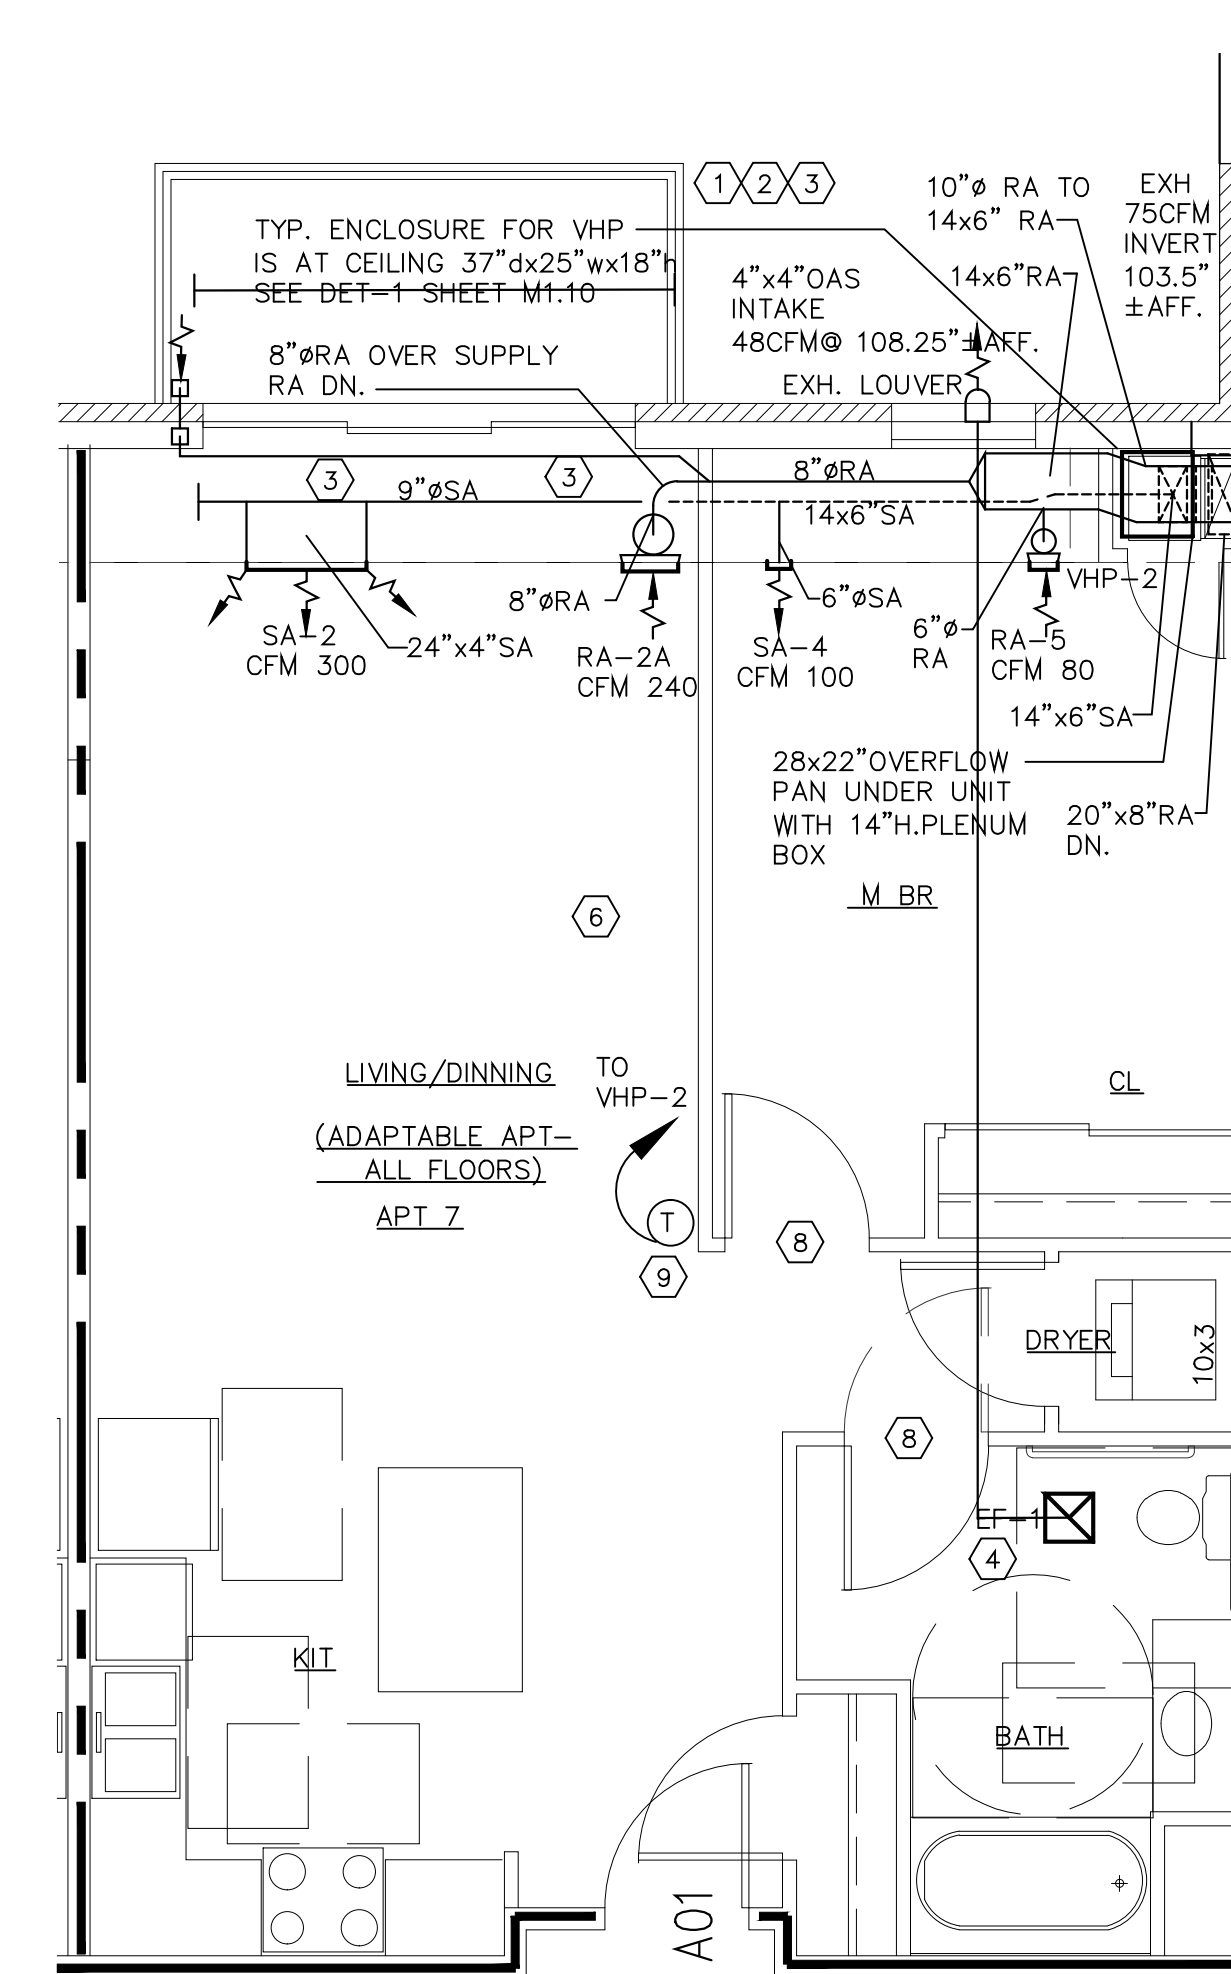 1 2 3
10"ø RA TO
14x6" RA
EXH
75CFM
INVERT
103.5"
±AFF.
TYP. ENCLOSURE FOR VHP
IS AT CEILING 37"dx25"wx18"h
SEE DET-1 SHEET M1.10
4"x4"OAS
INTAKE
48CFM@ 108.25"±AFF.
14x6"RA
8"øRA OVER SUPPLY
RA DN.
EXH. LOUVER
3
9"øSA
3
8"øRA
14x6"SA
8"øRA
6"øSA
VHP-2
SA-2
CFM 300
24"x4"SA
RA-2A
CFM 240
SA-4
CFM 100
6"ø
RA
RA-5
CFM 80
14"x6"SA
28x22"OVERFLOW
PAN UNDER UNIT
WITH 14"H.PLENUM
BOX
20"x8"RA
DN.
M BR
6
LIVING/DINNING
(ADAPTABLE APT-
ALL FLOORS)
APT 7
TO
VHP-2
T
9
CL
8
DRYER
10x3
8
EF-1
4
KIT
BATH
A01